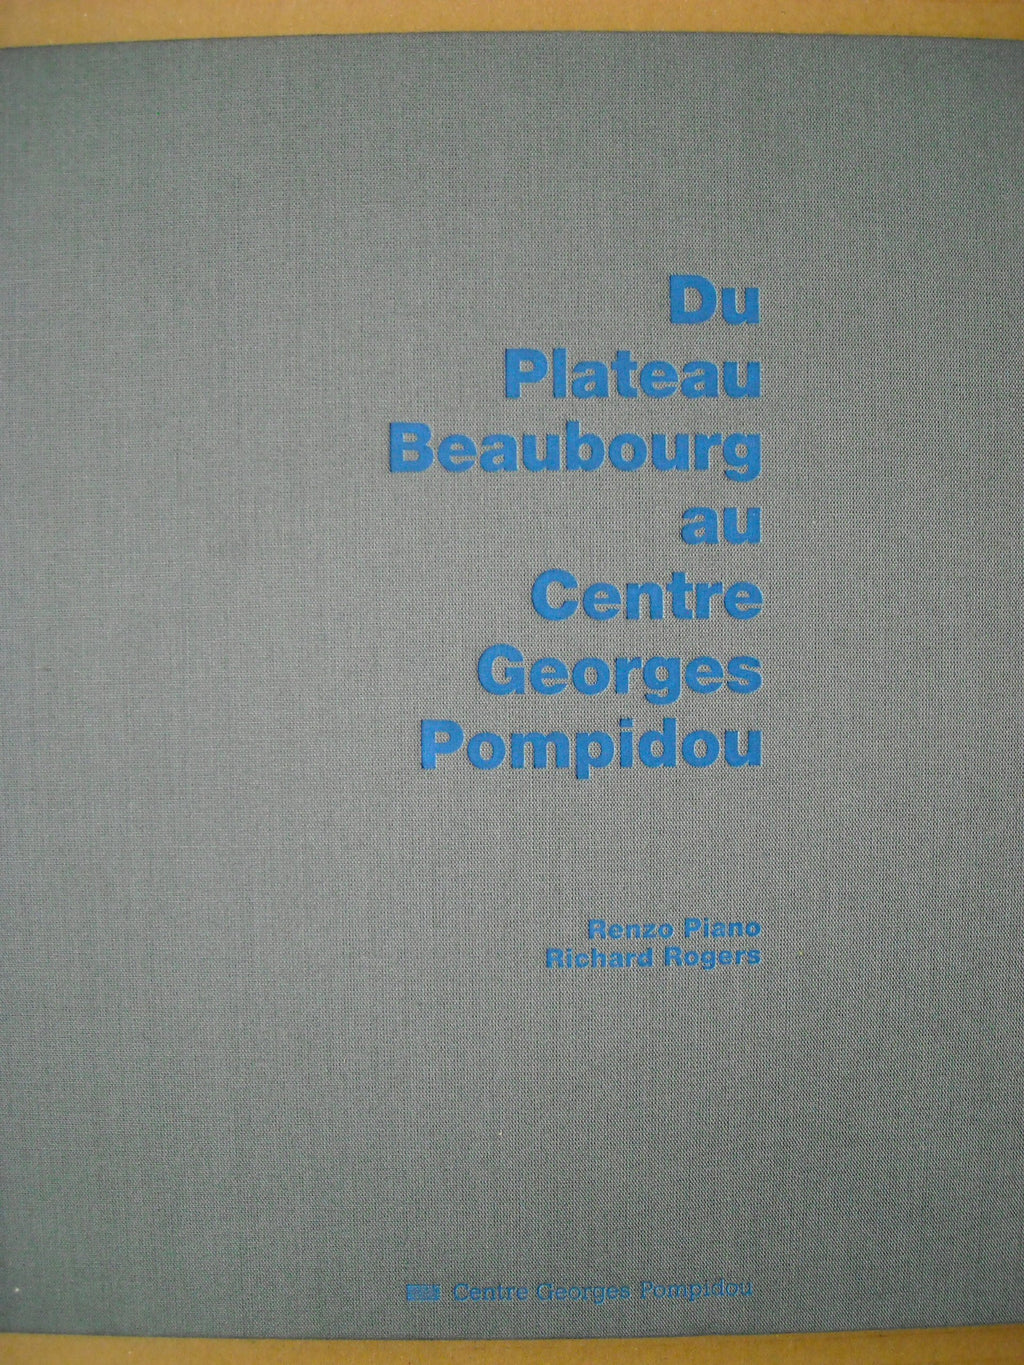 Du
Plateau
Beaubourg
au
Centre
Georges
Pompidou
Renzo Piano
Richard Rogers
Centre Georges Pompidou